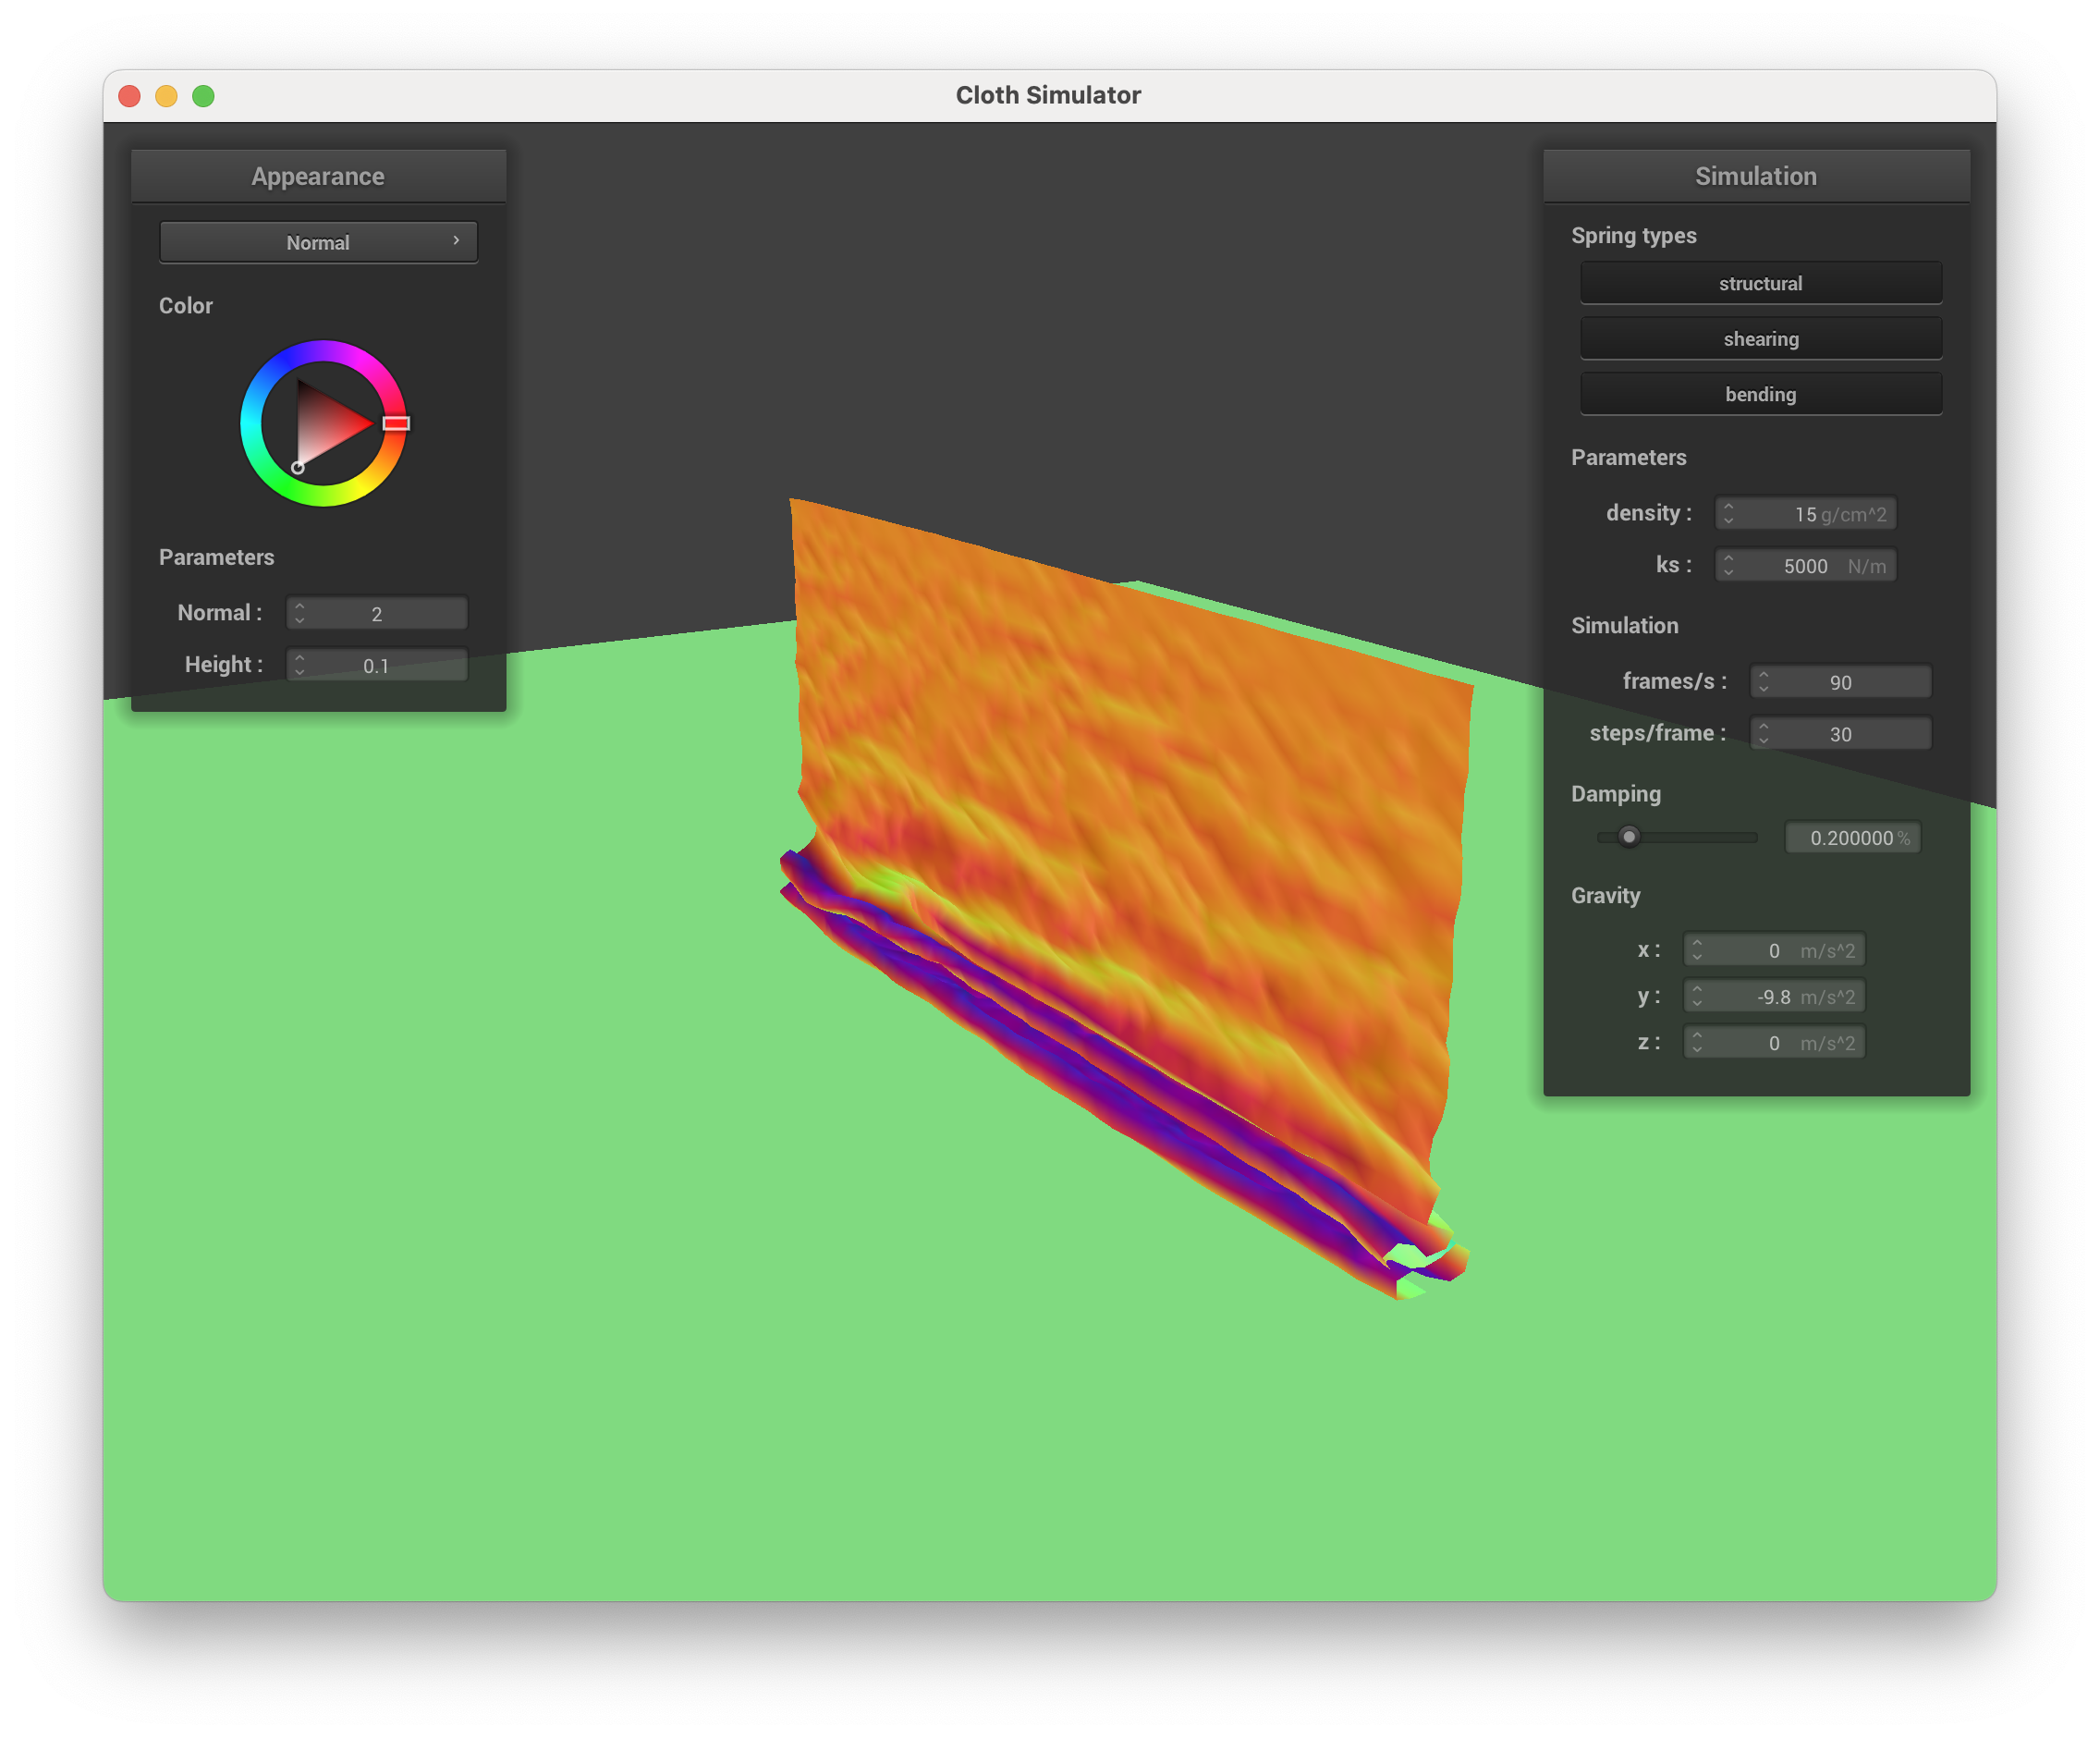 Cloth Simulator
Appearance
Normal
Color
Parameters
Normal : 2
Height : 0.1
Simulation
Spring types
structural
shearing
bending
Parameters
density : 15 g/cm^2
ks : 5000 N/m
Simulation
frames/s : 90
steps/frame : 30
Damping
0.200000 %
Gravity
x : 0 m/s^2
y : -9.8 m/s^2
z : 0 m/s^2